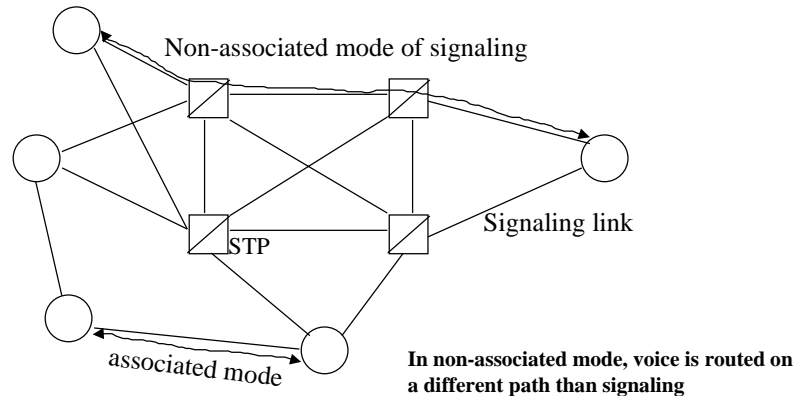 Non-associated mode of signaling
Signaling link
STP
associated mode
In non-associated mode, voice is routed on
a different path than signaling